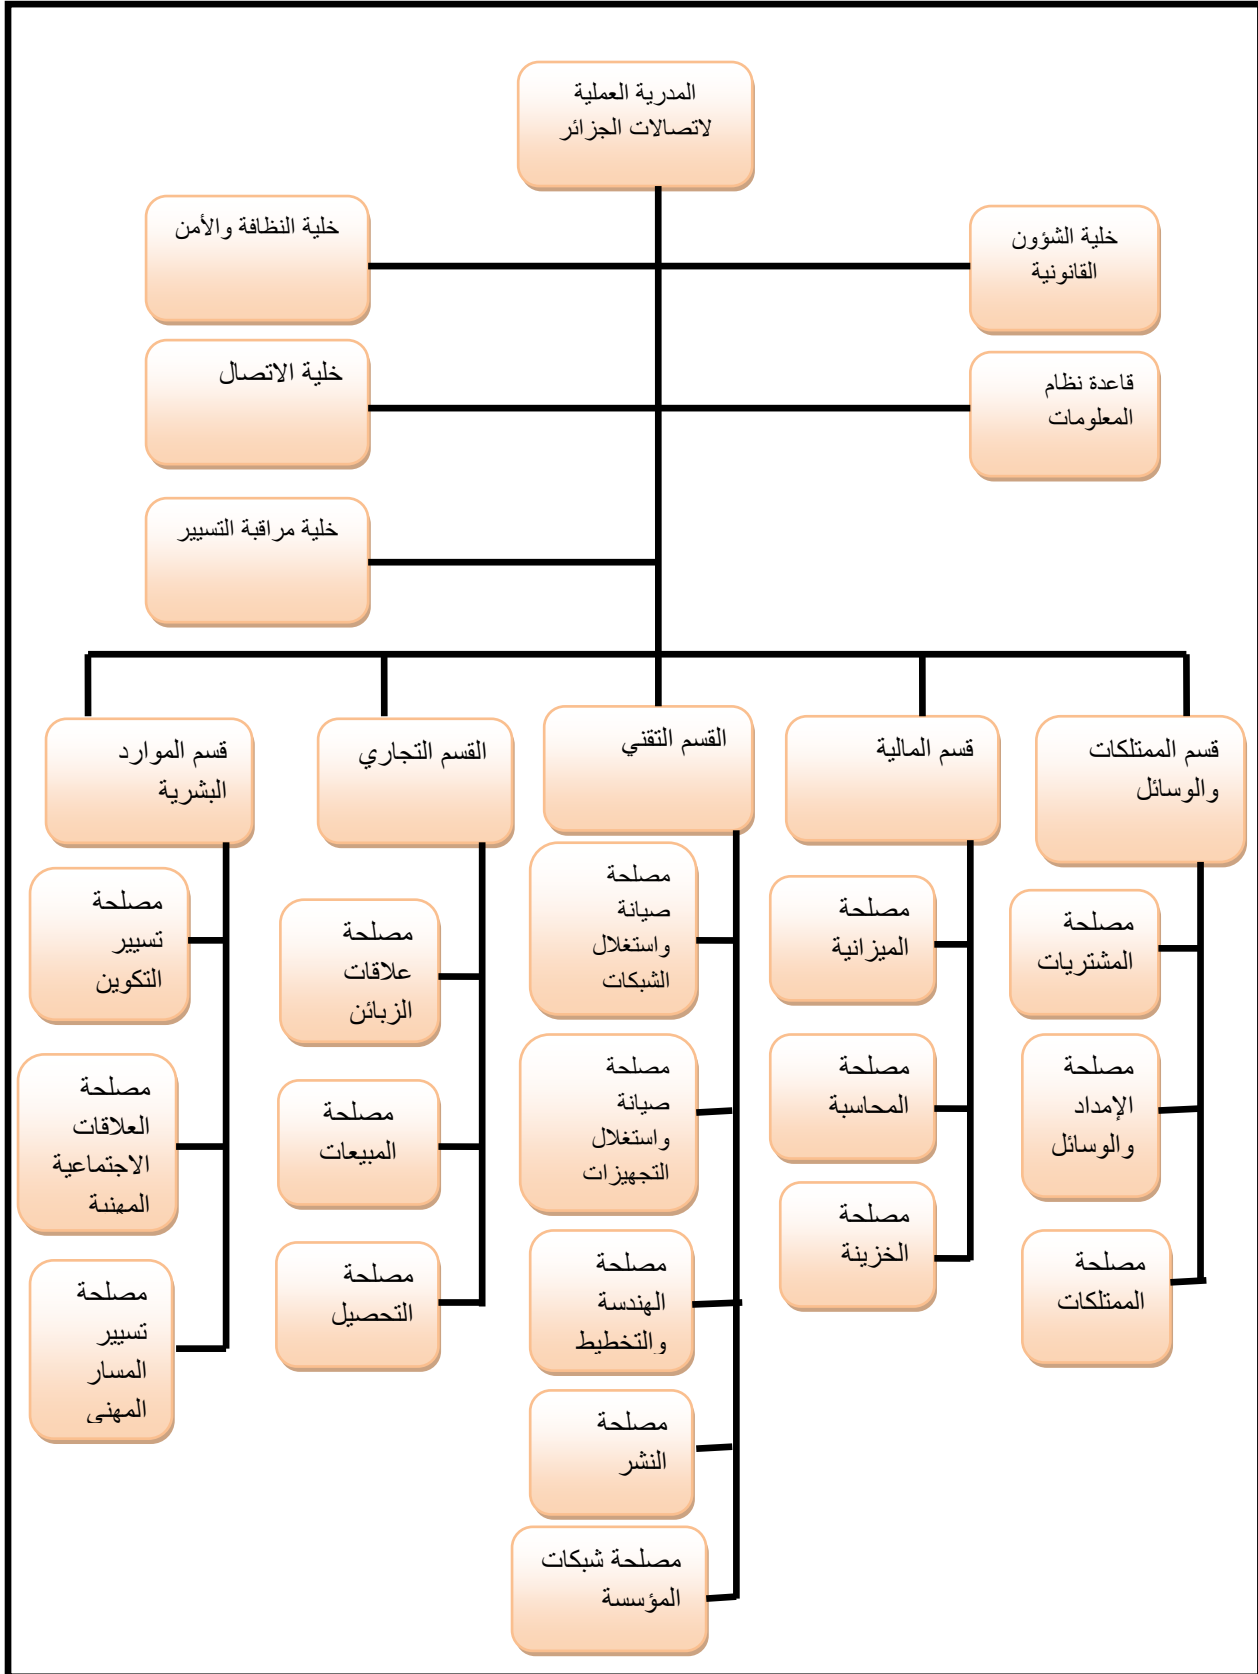 المدرية العملية
لاتصالات الجزائر
خلية الشؤون
القانونية
خلية النظافة والأمن
قاعدة نظام
المعلومات
خلية الاتصال
خلية مراقبة التسيير
قسم الممتلكات
والوسائل
قسم المالية
القسم التقني
القسم التجاري
قسم الموارد
البشرية
مصلحة
المشتريات
مصلحة
الإمداد
والوسائل
مصلحة
الممتلكات
مصلحة
الميزانية
مصلحة
المحاسبة
مصلحة
الخزينة
مصلحة
صيانة
واستغلال
الشبكات
مصلحة
صيانة
واستغلال
التجهيزات
مصلحة
الهندسة
والتخطيط
مصلحة
النشر
مصلحة شبكات
المؤسسة
مصلحة
علاقات
الزبائن
مصلحة
المبيعات
مصلحة
التحصيل
مصلحة
تسيير
التكوين
مصلحة
العلاقات
الاجتماعية
المهنية
مصلحة
تسيير
المسار
المهني